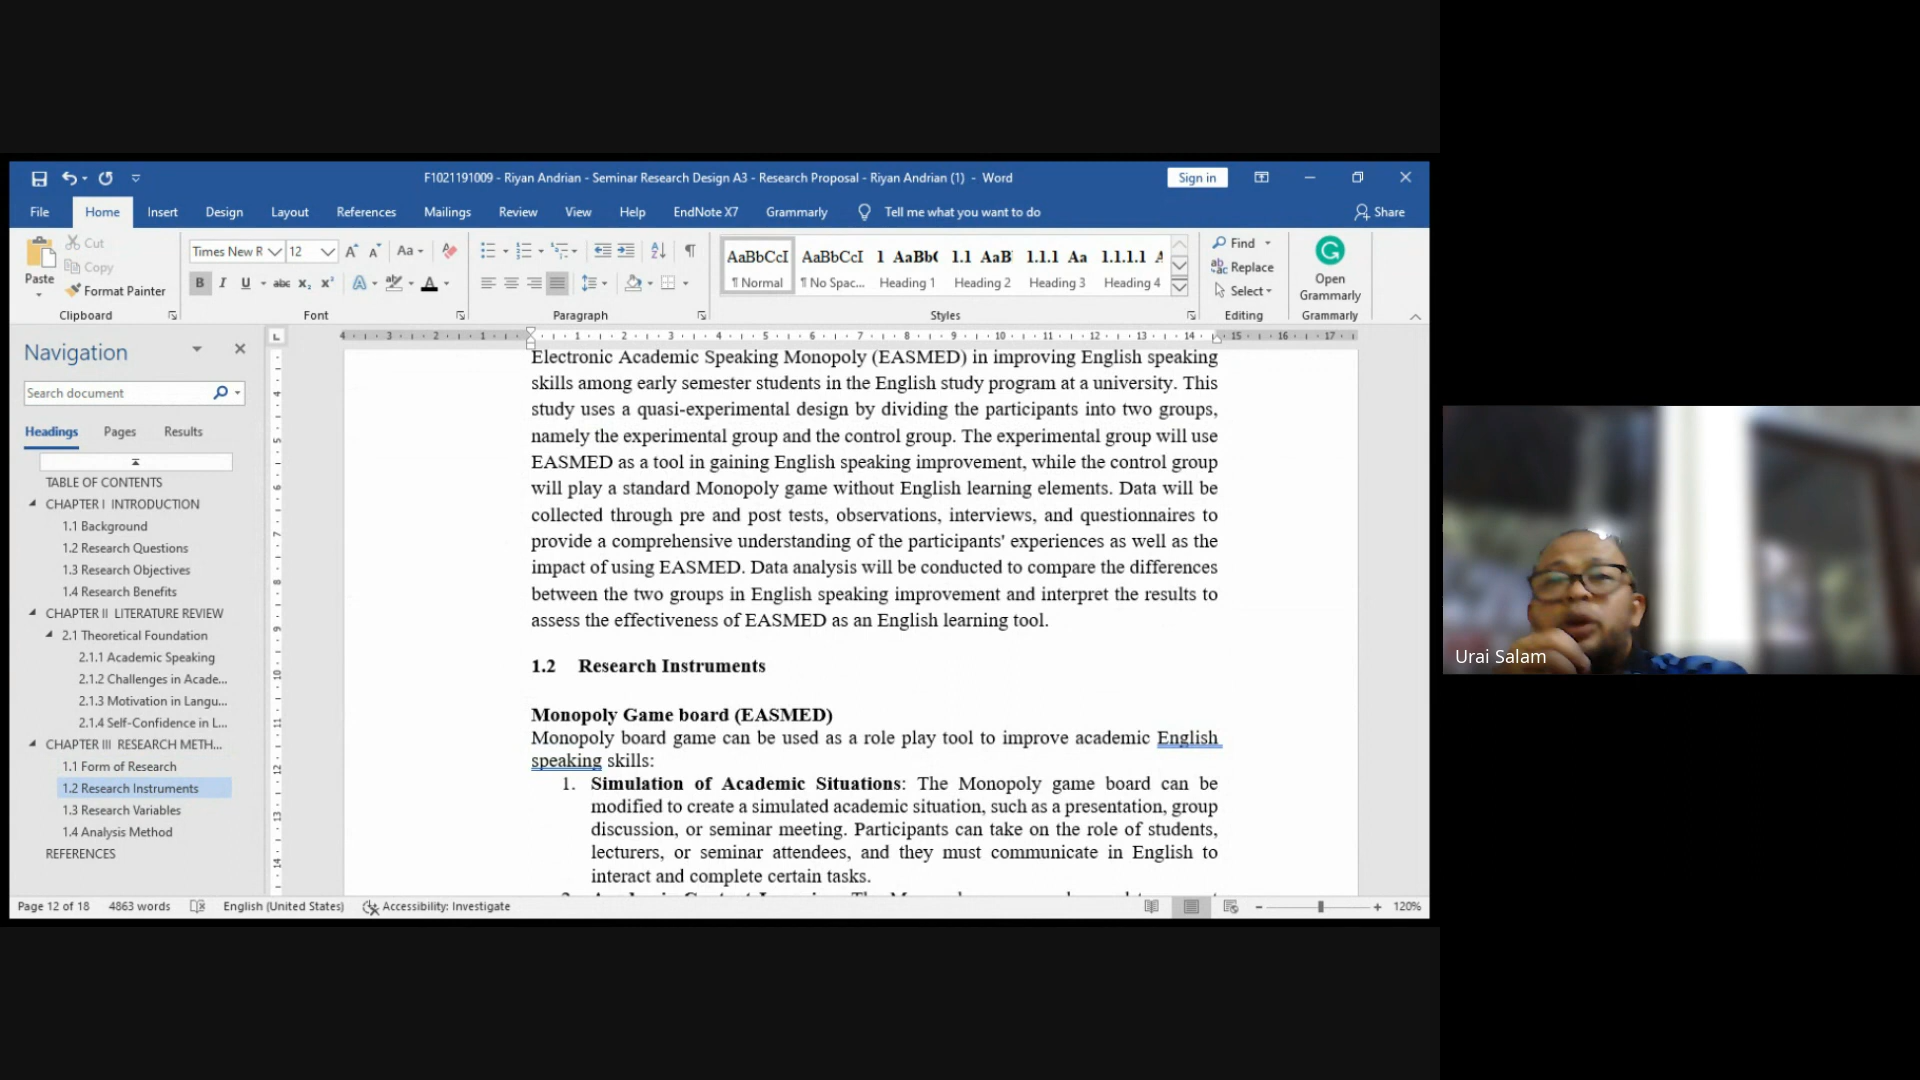 F1021191009 - Riyan Andrian - Seminar Research Design A3 - Research Proposal - Riyan Andrian (1) - Word
Sign in
File Home Insert Design Layout References Mailings Review View Help EndNote X7 Grammarly Tell me what you want to do Share
Paste
Cut
Copy
Format Painter
Clipboard
Times New R 12
Font
Paragraph
AaBbCcI AaBbCcI 1 AaBb( 1.1 AaB 1.1.1 Aa 1.1.1.1 A
¶ Normal ¶ No Spac... Heading 1 Heading 2 Heading 3 Heading 4
Styles
Find
Replace
Select
Editing
Open
Grammarly
Grammarly
Navigation
Search document
Headings Pages Results
TABLE OF CONTENTS
CHAPTER I INTRODUCTION
1.1 Background
1.2 Research Questions
1.3 Research Objectives
1.4 Research Benefits
CHAPTER II LITERATURE REVIEW
2.1 Theoretical Foundation
2.1.1 Academic Speaking
2.1.2 Challenges in Acade...
2.1.3 Motivation in Langu...
2.1.4 Self-Confidence in L...
CHAPTER III RESEARCH METH...
1.1 Form of Research
1.2 Research Instruments
1.3 Research Variables
1.4 Analysis Method
REFERENCES
Electronic Academic Speaking Monopoly (EASMED) in improving English speaking
skills among early semester students in the English study program at a university. This
study uses a quasi-experimental design by dividing the participants into two groups,
namely the experimental group and the control group. The experimental group will use
EASMED as a tool in gaining English speaking improvement, while the control group
will play a standard Monopoly game without English learning elements. Data will be
collected through pre and post tests, observations, interviews, and questionnaires to
provide a comprehensive understanding of the participants' experiences as well as the
impact of using EASMED. Data analysis will be conducted to compare the differences
between the two groups in English speaking improvement and interpret the results to
assess the effectiveness of EASMED as an English learning tool.
1.2 Research Instruments
Monopoly Game board (EASMED)
Monopoly board game can be used as a role play tool to improve academic English
speaking skills:
1. Simulation of Academic Situations: The Monopoly game board can be
modified to create a simulated academic situation, such as a presentation, group
discussion, or seminar meeting. Participants can take on the role of students,
lecturers, or seminar attendees, and they must communicate in English to
interact and complete certain tasks.
Page 12 of 18 4863 words English (United States) Accessibility: Investigate 120%
Urai Salam